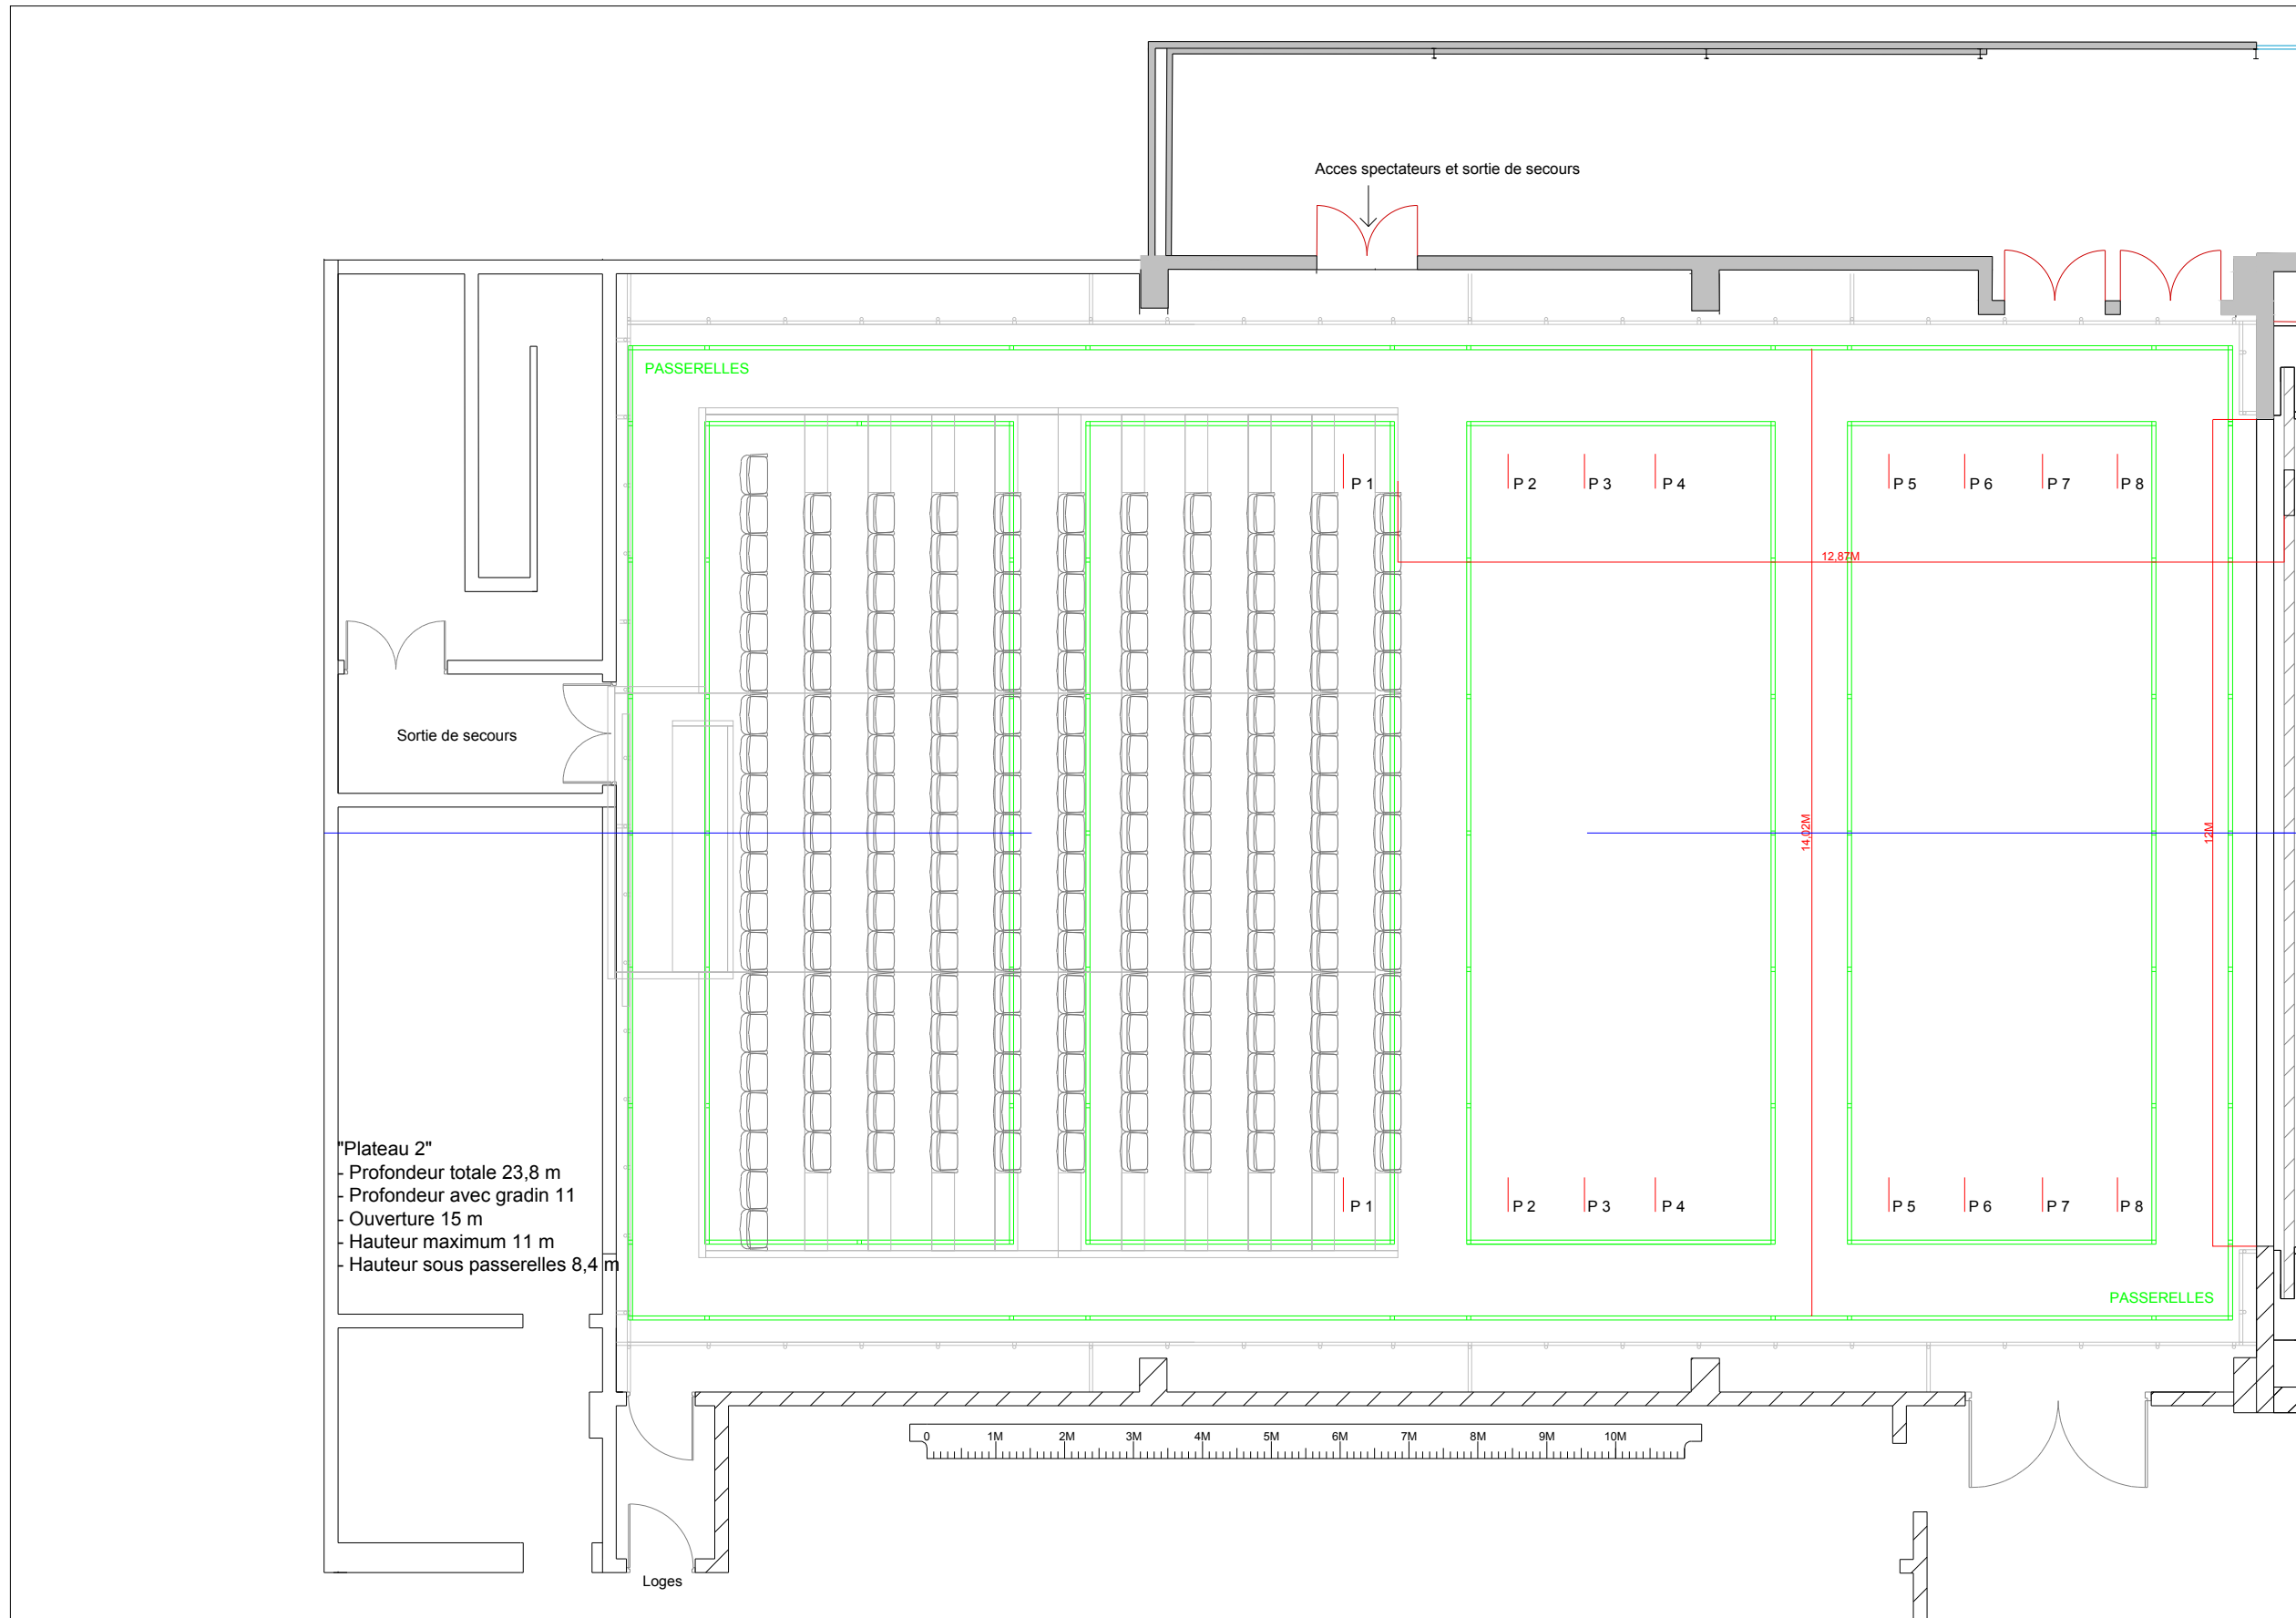 Acces spectateurs et sortie de secours
PASSERELLES
P 1
P 2
P 3
P 4
P 5
P 6
P 7
P 8
12,87M
Sortie de secours
14,02M
12M
"Plateau 2"
- Profondeur totale 23,8 m
- Profondeur avec gradin 11
- Ouverture 15 m
- Hauteur maximum 11 m
- Hauteur sous passerelles 8,4 m
P 1
P 2
P 3
P 4
P 5
P 6
P 7
P 8
PASSERELLES
0 1M 2M 3M 4M 5M 6M 7M 8M 9M 10M
Loges